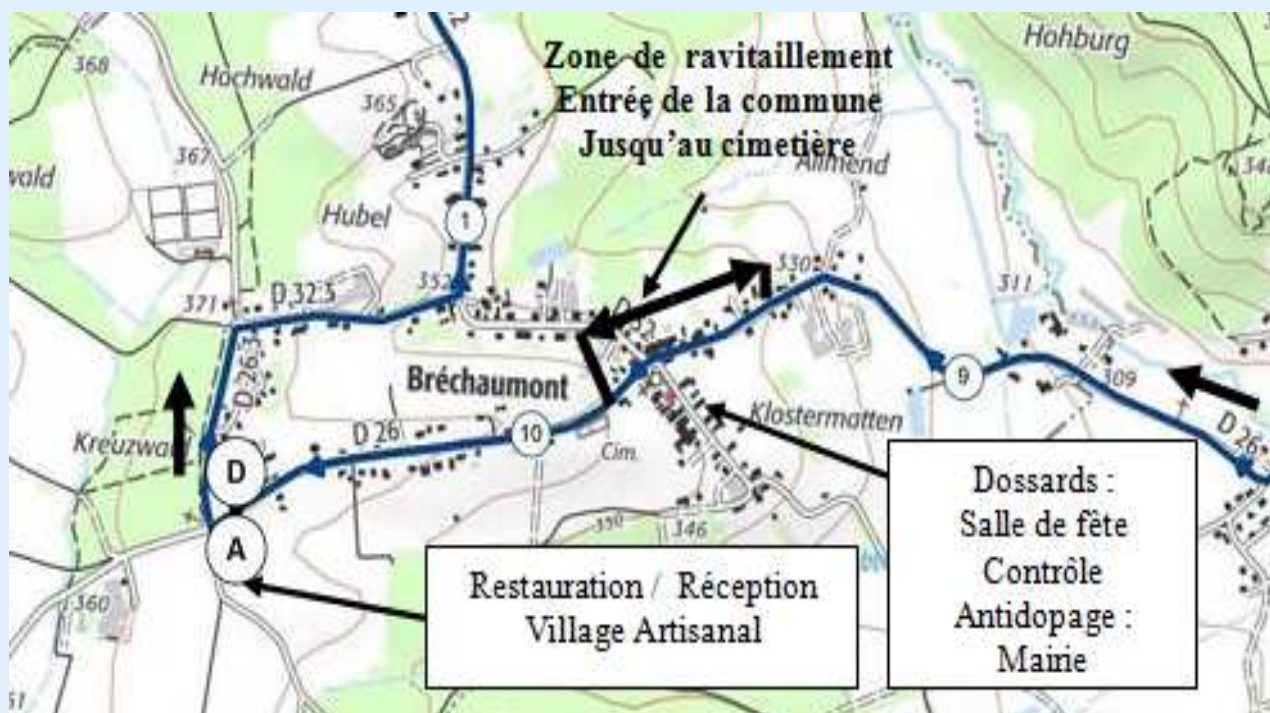 368
Hochwald
365
367
wald
Hubel
1
352
371
D 32.3
D 26.3
Zone de ravitaillement
Entrée de la commune
Jusqu'au cimetière
Allmend
Hohburg
330
311
309
9
D 26
Bréchaumont
Klostermatten
Kreuzwald
D 26
10
Cim.
D
A
350
346
360
Restauration / Réception
Village Artisanal
Dossards :
Salle de fête
Contrôle
Antidopage :
Mairie